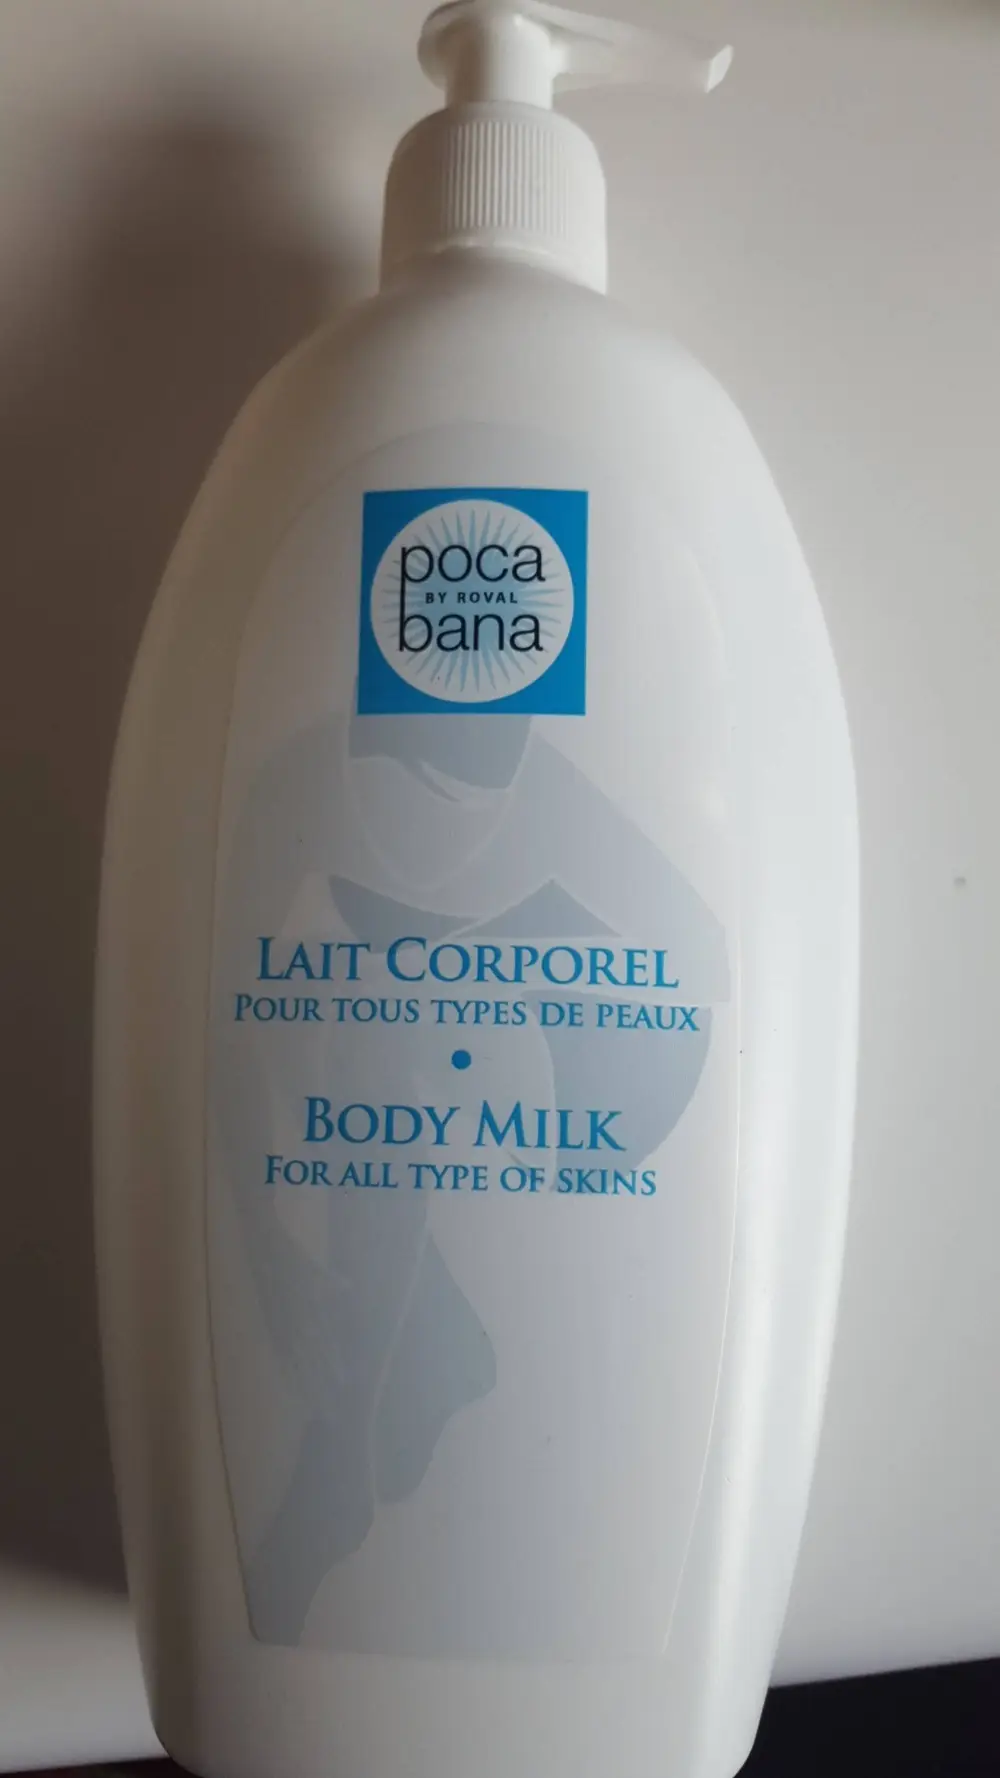 poca
BY ROVAL
bana
LAIT CORPOREL
POUR TOUS TYPES DE PEAUX
•
BODY MILK
FOR ALL TYPE OF SKINS